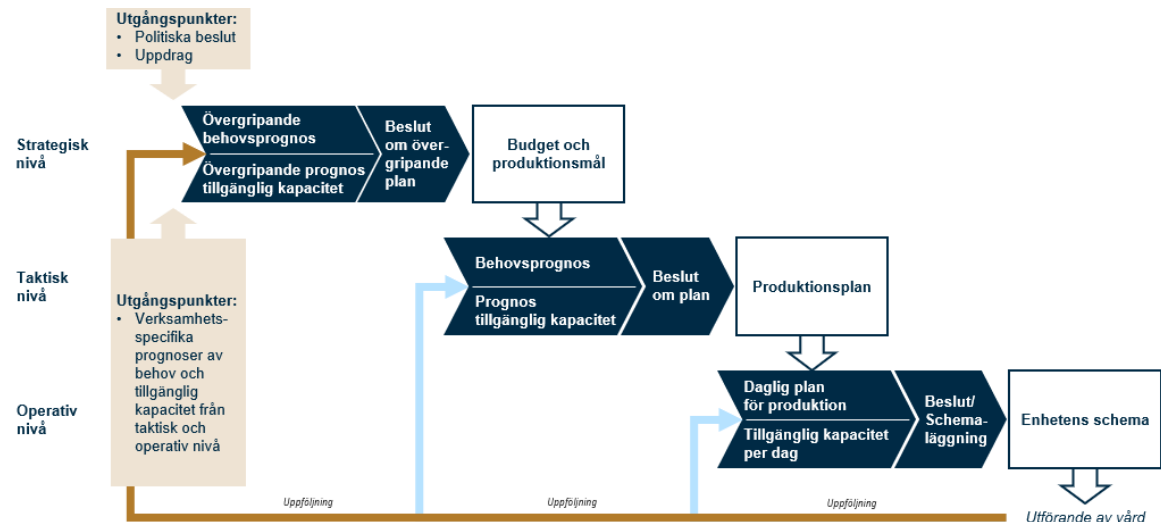 Utgångspunkter:
• Politiska beslut
• Uppdrag
Strategisk
nivå
Övergripande
behovsprognos
Övergripande prognos
tillgänglig kapacitet
Beslut
om över-
gripande
plan
Budget och
produktionsmål
Taktisk
nivå
Utgångspunkter:
• Verksamhets-
specifika
prognoser av
behov och
tillgänglig
kapacitet från
taktisk och
operativ nivå
Behovsprognos
Prognos
tillgänglig kapacitet
Beslut
om plan
Produktionsplan
Operativ
nivå
Daglig plan
för produktion
Tillgänglig kapacitet
per dag
Beslut/
Schema-
läggning
Enhetens schema
Uppföljning
Uppföljning
Uppföljning
Utförande av vård